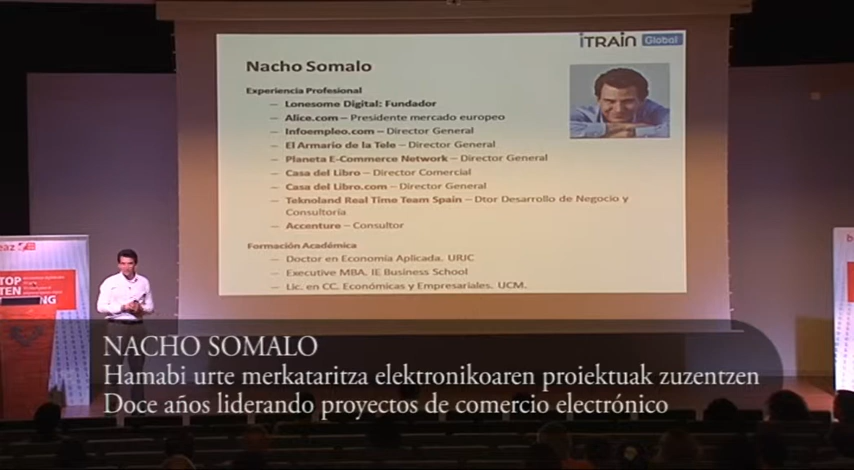 iTRAiN Global
Nacho Somalo
Experiencia Profesional
– Lonesome Digital: Fundador
– Alice.com – Presidente mercado europeo
– Infoempleo.com – Director General
– El Armario de la Tele – Director General
– Planeta E-Commerce Network – Director General
– Casa del Libro – Director Comercial
– Casa del Libro.com – Director General
– Teknoland Real Time Team Spain – Dtor Desarrollo de Negocio y
Consultoría
– Accenture – Consultor
Formación Académica
– Doctor en Economía Aplicada. URJC
– Executive MBA. IE Business School
– Lic. en CC. Económicas y Empresariales. UCM.
eaz
TOP
TEN
ING
b
NACHO SOMALO
Hamabi urte merkataritza elektronikoaren proiektuak zuzentzen
Doce años liderando proyectos de comercio electrónico